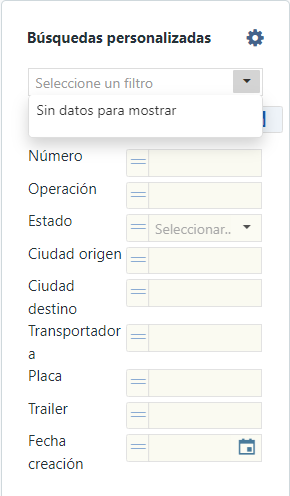 Búsquedas personalizadas
Seleccione un filtro
Sin datos para mostrar
Número
Operación
Estado
Seleccionar..
Ciudad origen
Ciudad
destino
Transportador
a
Placa
Trailer
Fecha
creación